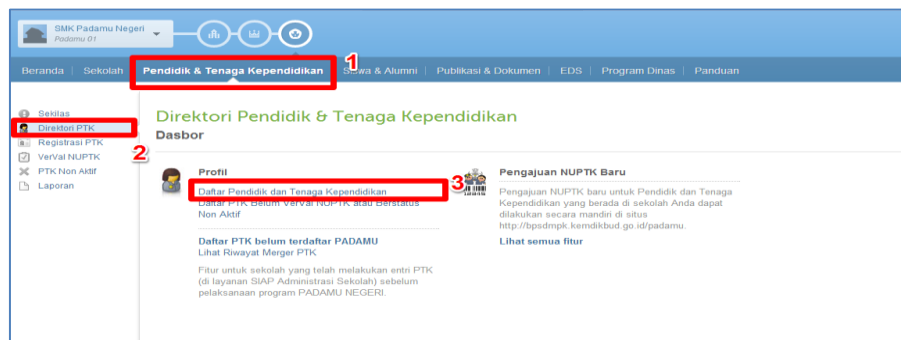 SMK Padamu Negeri
Padamu 01
1
Beranda | Sekolah | Pendidik & Tenaga Kependidikan | Siswa & Alumni | Publikasi & Dokumen | EDS | Program Dinas | Panduan
Sekilas
Direktori PTK
Registrasi PTK
VerVal NUPTK
PTK Non Aktif
Laporan
2
Direktori Pendidik & Tenaga Kependidikan
Dasbor
Profil
Daftar Pendidik dan Tenaga Kependidikan
3
Daftar PTK Belum VerVal NUPTK atau Berstatus
Non Aktif
Daftar PTK belum terdaftar PADAMU
Lihat Riwayat Merger PTK
Fitur untuk sekolah yang telah melakukan entri PTK
(di layanan SIAP Administrasi Sekolah) sebelum
pelaksanaan program PADAMU NEGERI.
Pengajuan NUPTK Baru
Pengajuan NUPTK baru untuk Pendidik dan Tenaga
Kependidikan yang berada di sekolah Anda dapat
dilakukan secara mandiri di situs
http://bpsdmpk.kemdikbud.go.id/padamu.
Lihat semua fitur